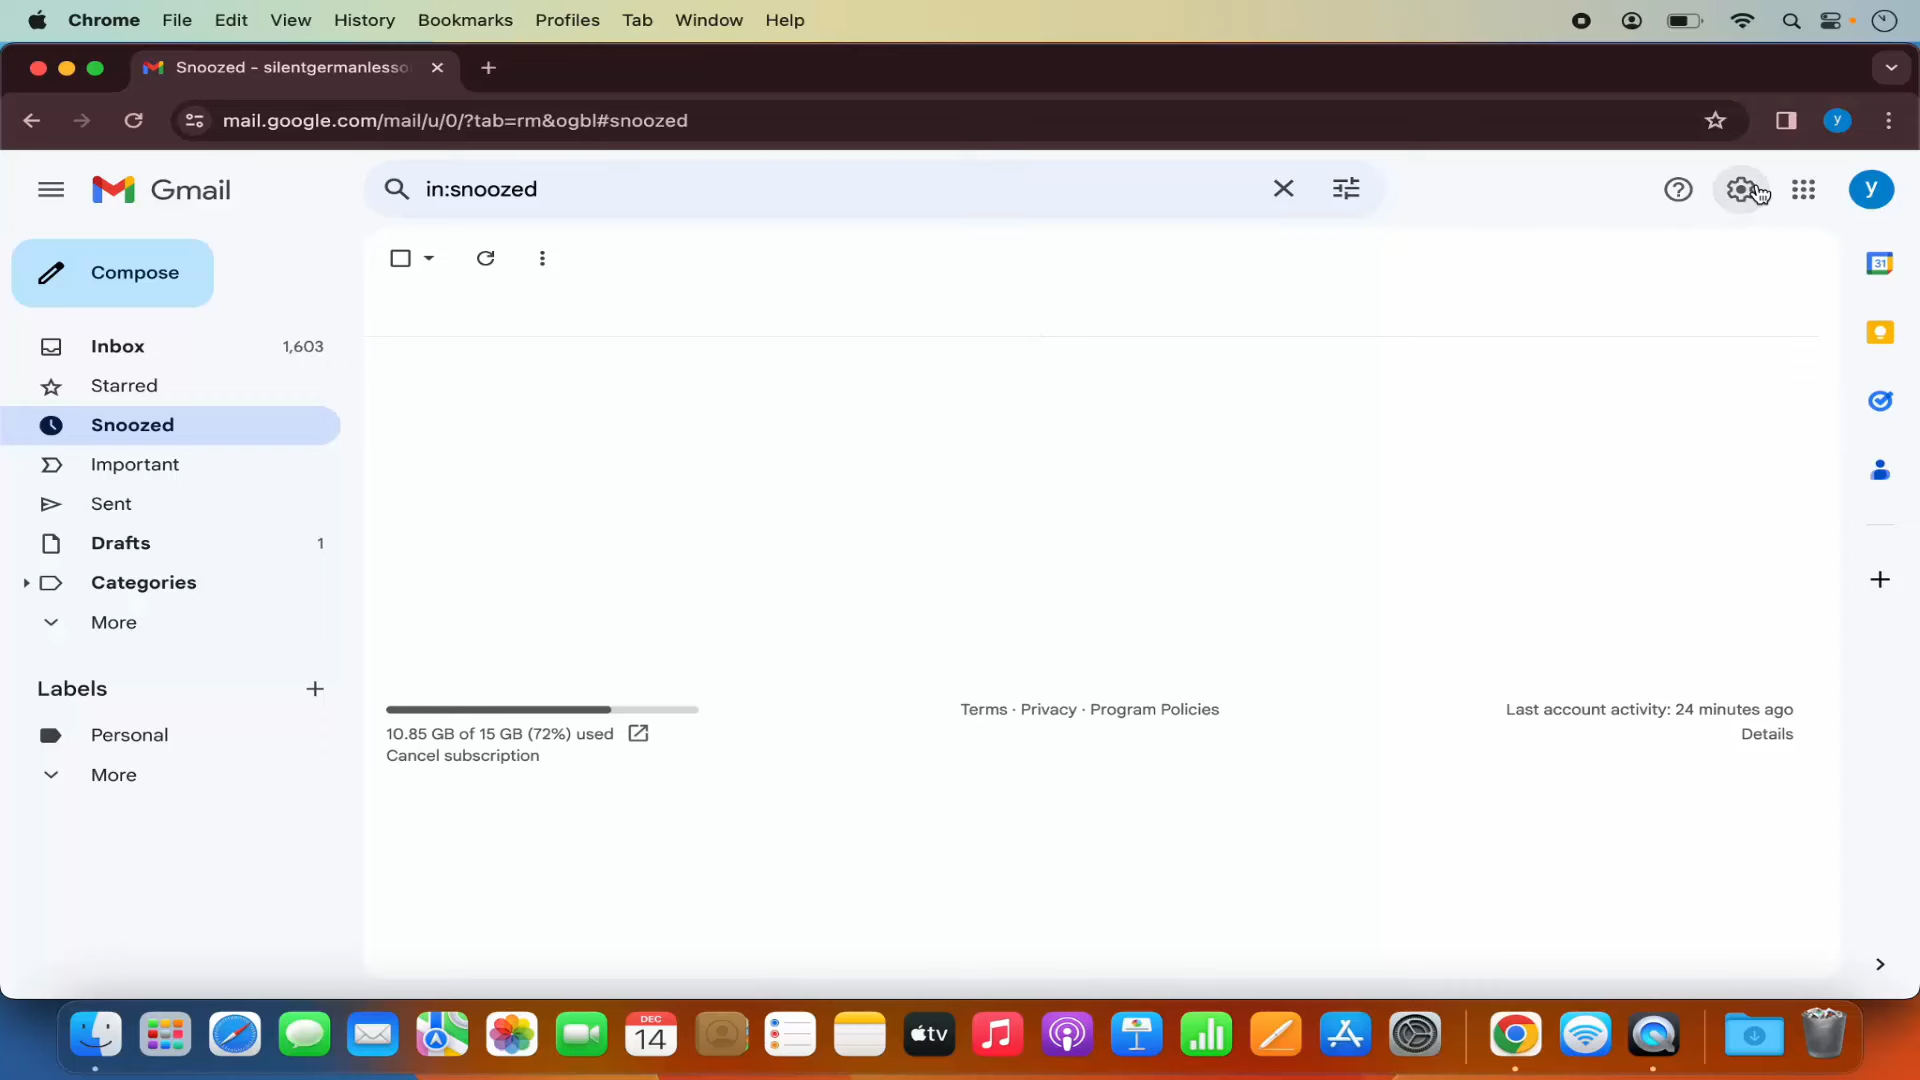 Chrome File Edit View History Bookmarks Profiles Tab Window Help
Snoozed - silentgermanlesso
mail.google.com/mail/u/0/?tab=rm&ogbl#snoozed
y
Gmail
in:snoozed
y
Compose
31
Inbox 1,603
Starred
Snoozed
Important
Sent
Drafts 1
Categories
More
Labels
Personal
More
10.85 GB of 15 GB (72%) used
Cancel subscription
Terms · Privacy · Program Policies
Last account activity: 24 minutes ago
Details
DEC
14
tv